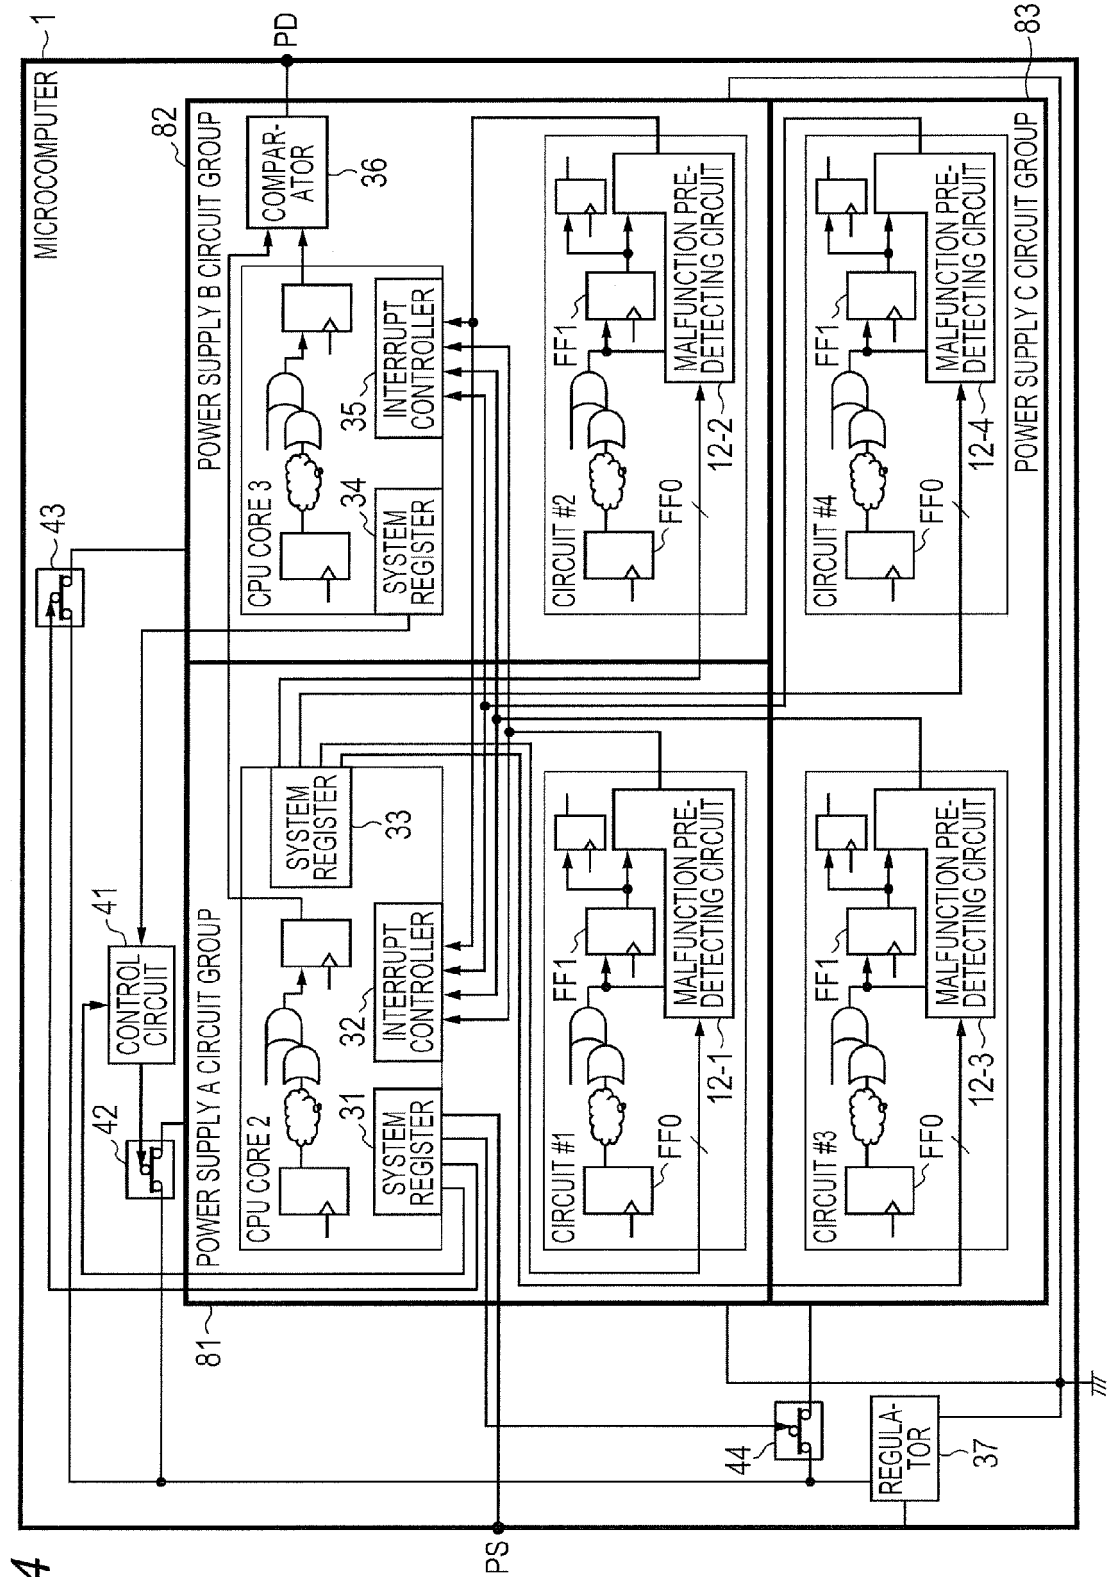 4
MICROCOMPUTER
1
PD
PS
POWER SUPPLY A CIRCUIT GROUP
81
POWER SUPPLY B CIRCUIT GROUP
82
POWER SUPPLY C CIRCUIT GROUP
83
42
CONTROL
CIRCUIT
41
43
CPU CORE 2
SYSTEM
REGISTER
31
INTERRUPT
CONTROLLER
32
SYSTEM
REGISTER
33
CPU CORE 3
SYSTEM
REGISTER
34
INTERRUPT
CONTROLLER
35
COMPAR-
ATOR
36
CIRCUIT #1
FF0
FF1
MALFUNCTION PRE-
DETECTING CIRCUIT
12-1
CIRCUIT #2
FF0
FF1
MALFUNCTION PRE-
DETECTING CIRCUIT
12-2
CIRCUIT #3
FF0
FF1
MALFUNCTION PRE-
DETECTING CIRCUIT
12-3
CIRCUIT #4
FF0
FF1
MALFUNCTION PRE-
DETECTING CIRCUIT
12-4
44
REGULA-
TOR
37